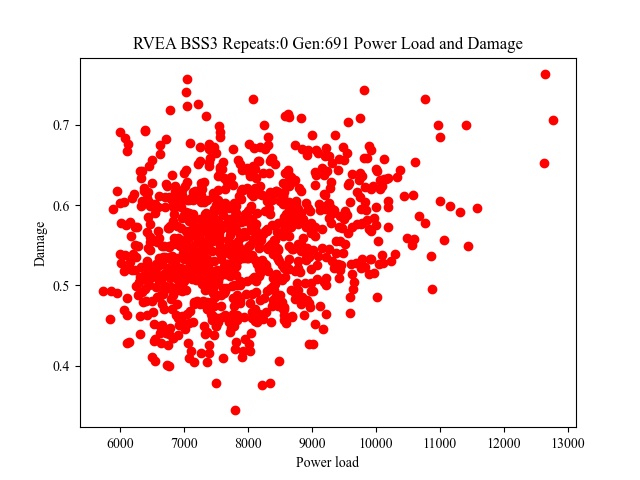 RVEA BSS3 Repeats:0 Gen:691 Power Load and Damage
0.7
0.6
0.5
0.4
Damage
6000 7000 8000 9000 10000 11000 12000 13000
Power load